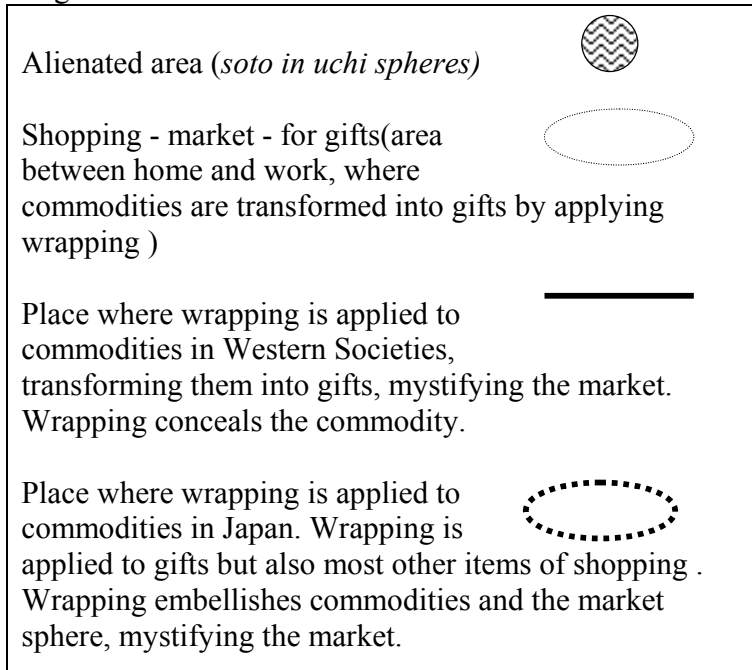 Alienated area (soto in uchi spheres)
Shopping - market - for gifts(area
between home and work, where
commodities are transformed into gifts by applying
wrapping )
Place where wrapping is applied to
commodities in Western Societies,
transforming them into gifts, mystifying the market.
Wrapping conceals the commodity.
Place where wrapping is applied to
commodities in Japan. Wrapping is
applied to gifts but also most other items of shopping .
Wrapping embellishes commodities and the market
sphere, mystifying the market.